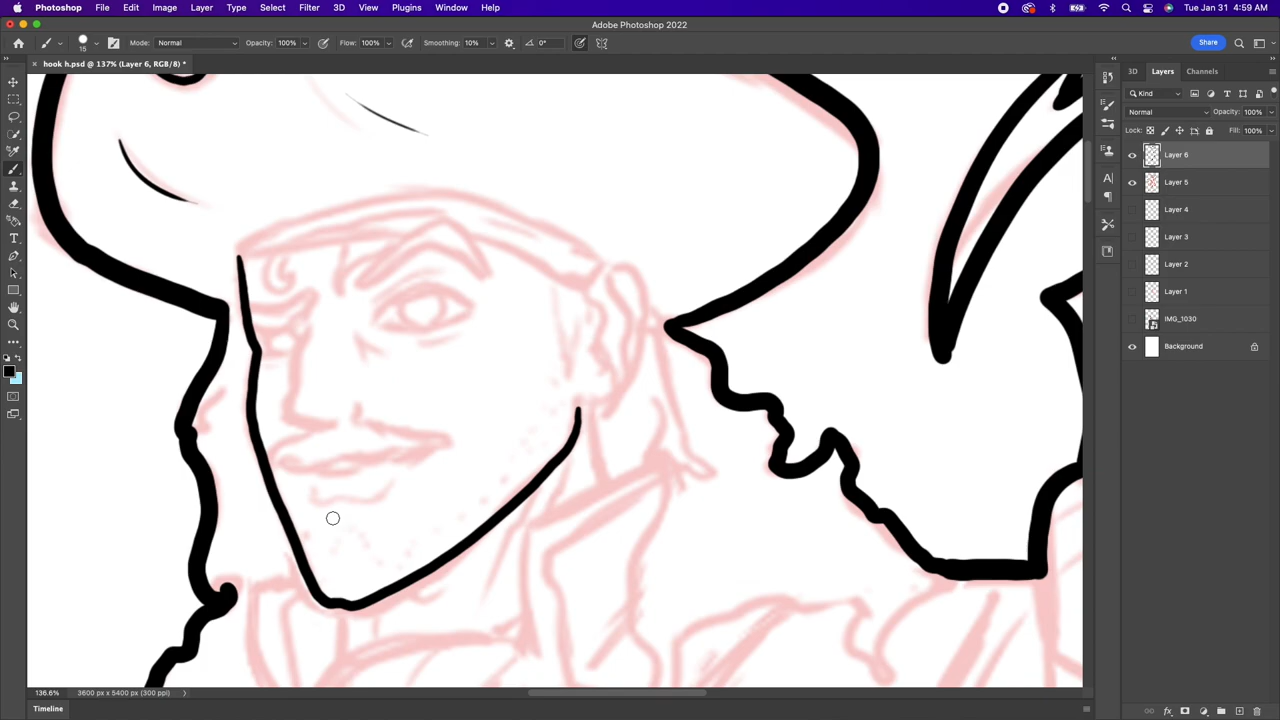 Photoshop File Edit Image Layer Type Select Filter 3D View Plugins Window Help Tue Jan 31 4:59 AM
Adobe Photoshop 2022
15 Mode: Normal Opacity: 100% Flow: 100% Smoothing: 10% 0° Share
hook h.psd @ 137% (Layer 6, RGB/8) *
3D Layers Channels
Kind
Normal Opacity: 100%
Lock: Fill: 100%
Layer 6
Layer 5
Layer 4
Layer 3
Layer 2
Layer 1
IMG_1030
Background
136.6% 3600 px x 5400 px (300 ppi)
Timeline